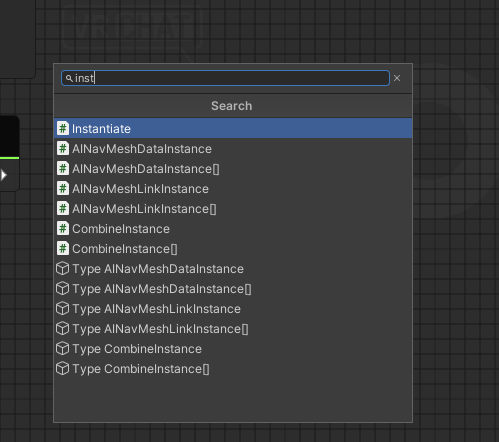 VRCHAT
inst
Search
Instantiate
AINavMeshDataInstance
AINavMeshDataInstance[]
AINavMeshLinkInstance
AINavMeshLinkInstance[]
CombineInstance
CombineInstance[]
Type AINavMeshDataInstance
Type AINavMeshDataInstance[]
Type AINavMeshLinkInstance
Type AINavMeshLinkInstance[]
Type CombineInstance
Type CombineInstance[]